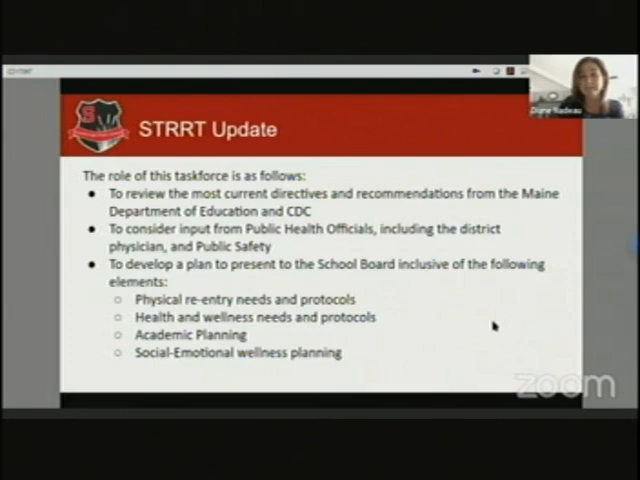 STRRT Update
The role of this taskforce is as follows:
To review the most current directives and recommendations from the Maine
Department of Education and CDC
To consider input from Public Health Officials, including the district
physician, and Public Safety
To develop a plan to present to the School Board inclusive of the following
elements:
Physical re-entry needs and protocols
Health and wellness needs and protocols
Academic Planning
Social-Emotional wellness planning
Diane Nadeau
zoom